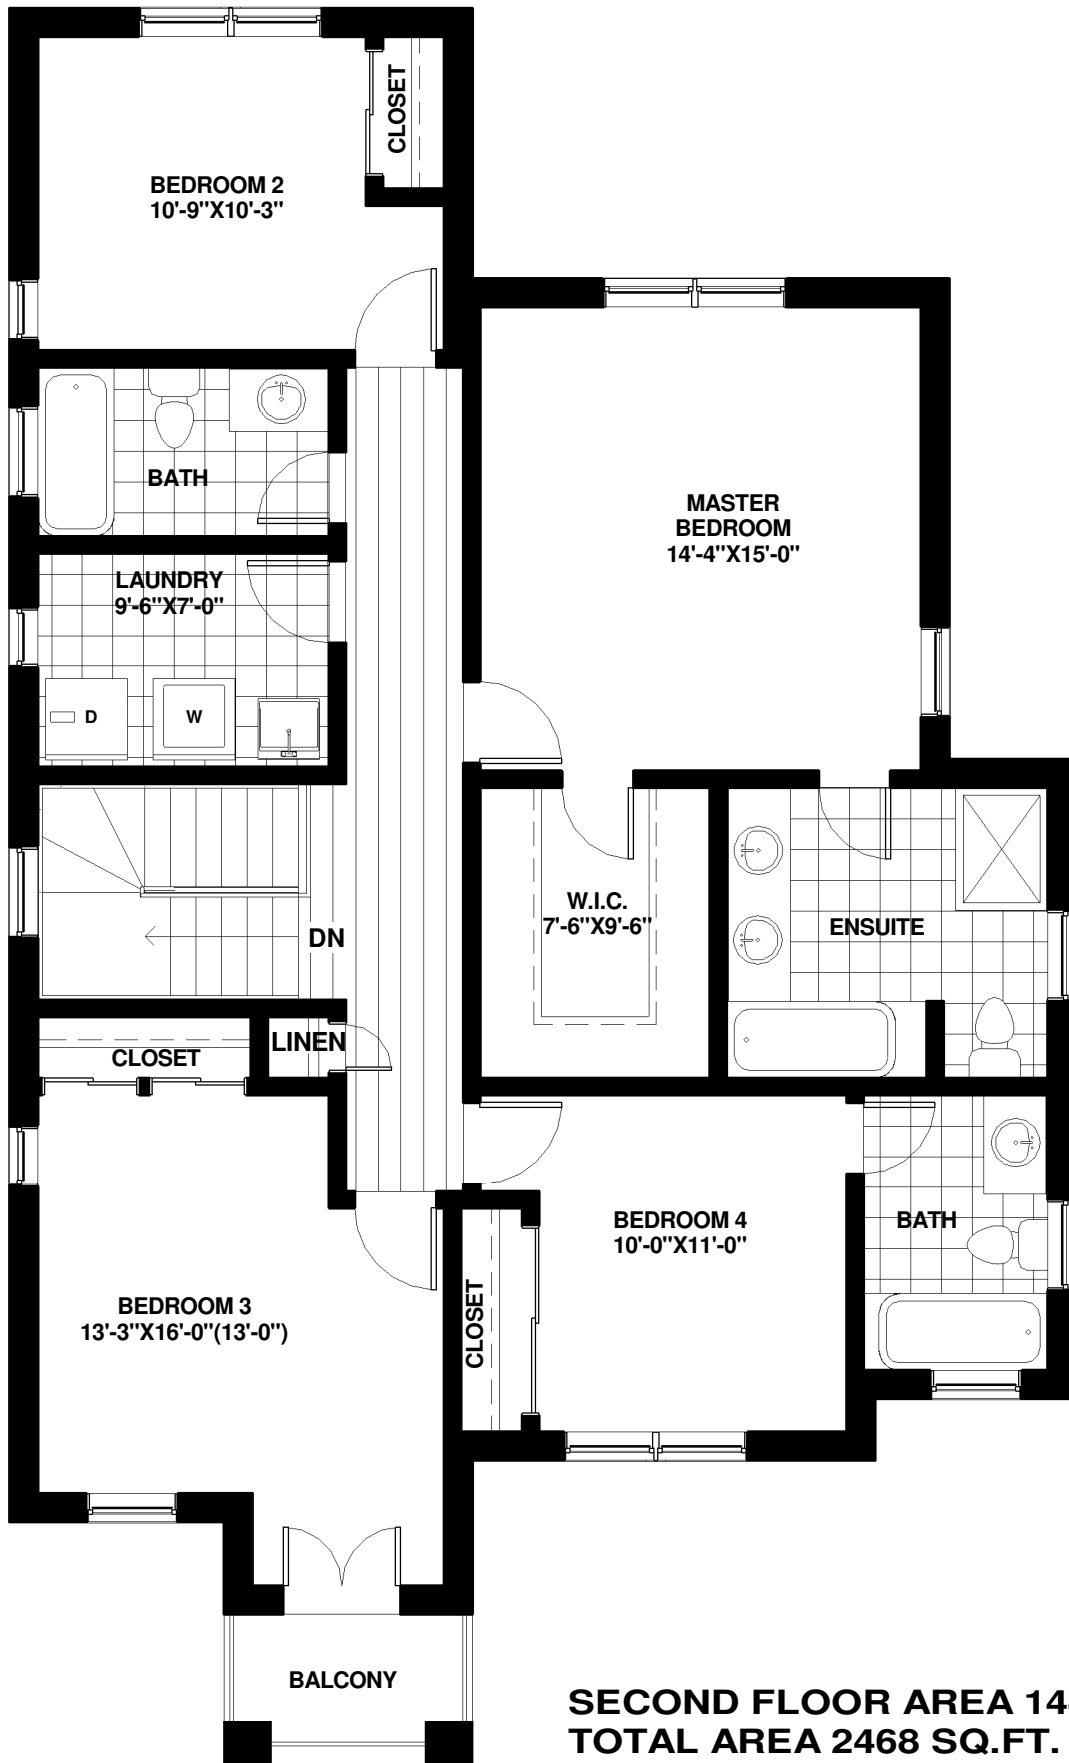 CLOSET
BEDROOM 2
10'-9"X10'-3"
BATH
MASTER
BEDROOM
14'-4"X15'-0"
LAUNDRY
9'-6"X7'-0"
D
W
W.I.C.
7'-6"X9'-6"
ENSUITE
DN
LINEN
CLOSET
BEDROOM 4
10'-0"X11'-0"
BATH
BEDROOM 3
13'-3"X16'-0"(13'-0")
CLOSET
BALCONY
SECOND FLOOR AREA
TOTAL AREA 2468 SQ.FT.